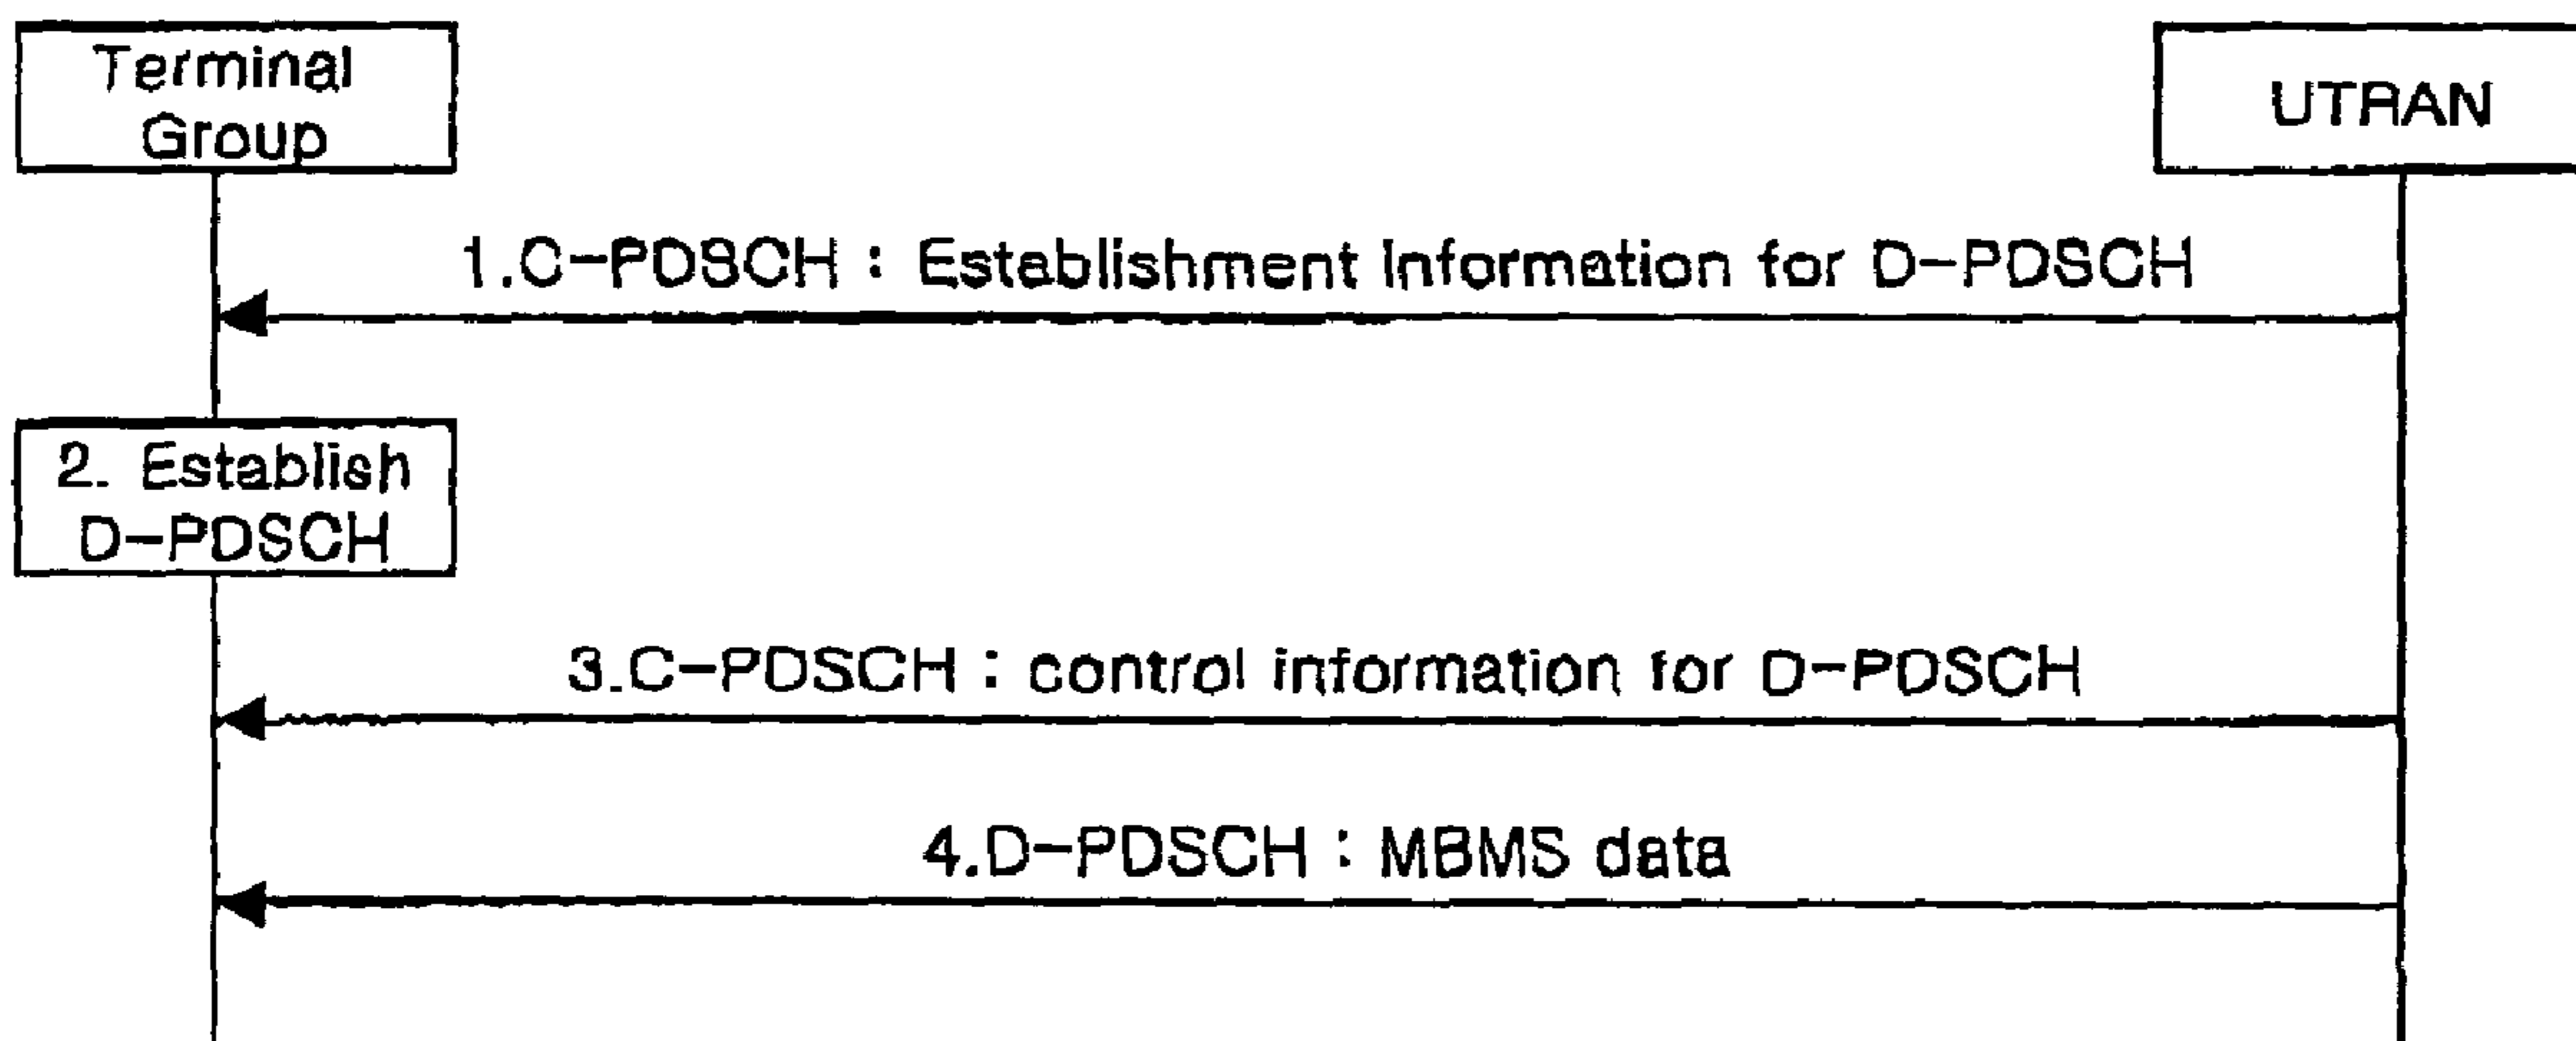 Terminal
Group
UTRAN
1.C-PDSCH : Establishment Information for D-PDSCH
2. Establish
D-PDSCH
3.C-PDSCH : control information for D-PDSCH
4.D-PDSCH : MBMS data